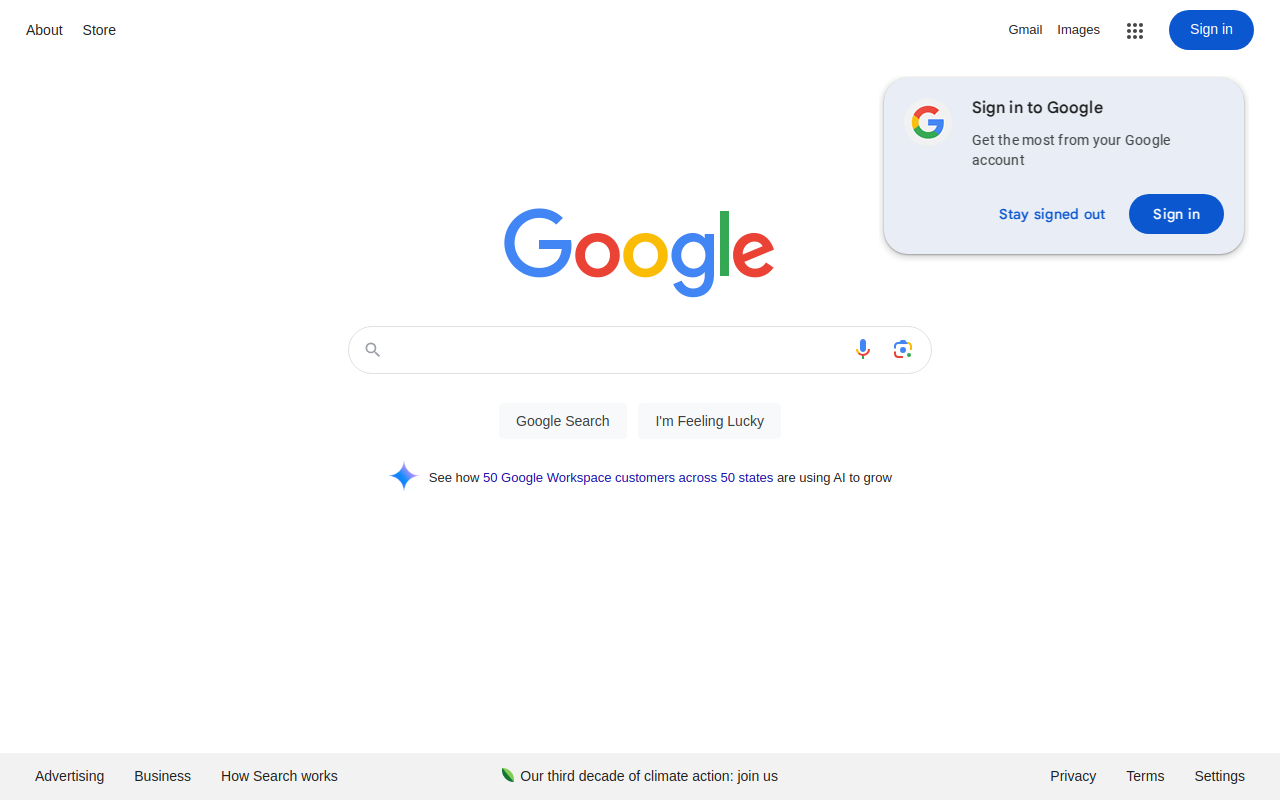 About Store
Gmail Images Sign in
Sign in to Google
Get the most from your Google
account
Stay signed out Sign in
Google
Google Search I'm Feeling Lucky
See how 50 Google Workspace customers across 50 states are using AI to grow
Advertising Business How Search works
Our third decade of climate action: join us
Privacy Terms Settings